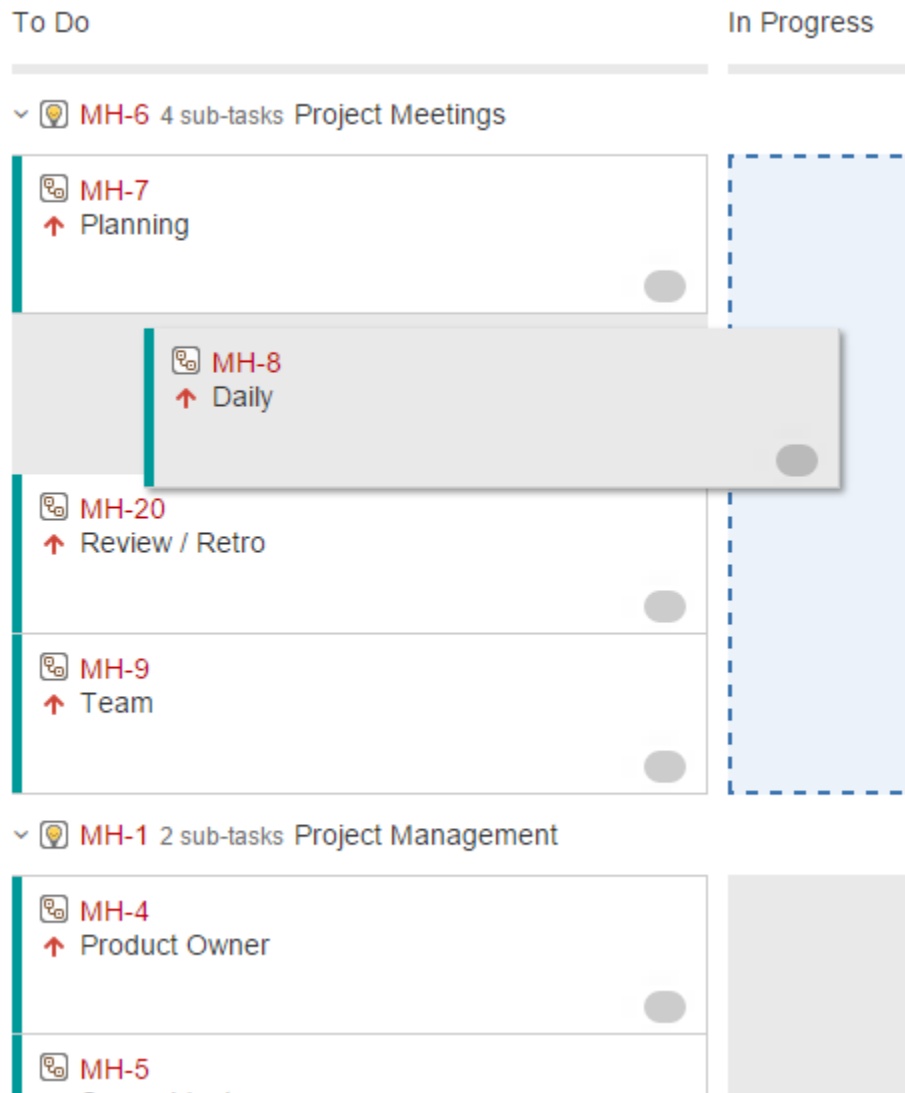 To Do
In Progress
MH-6 4 sub-tasks Project Meetings
MH-7
Planning
MH-8
Daily
MH-20
Review / Retro
MH-9
Team
MH-1 2 sub-tasks Project Management
MH-4
Product Owner
MH-5